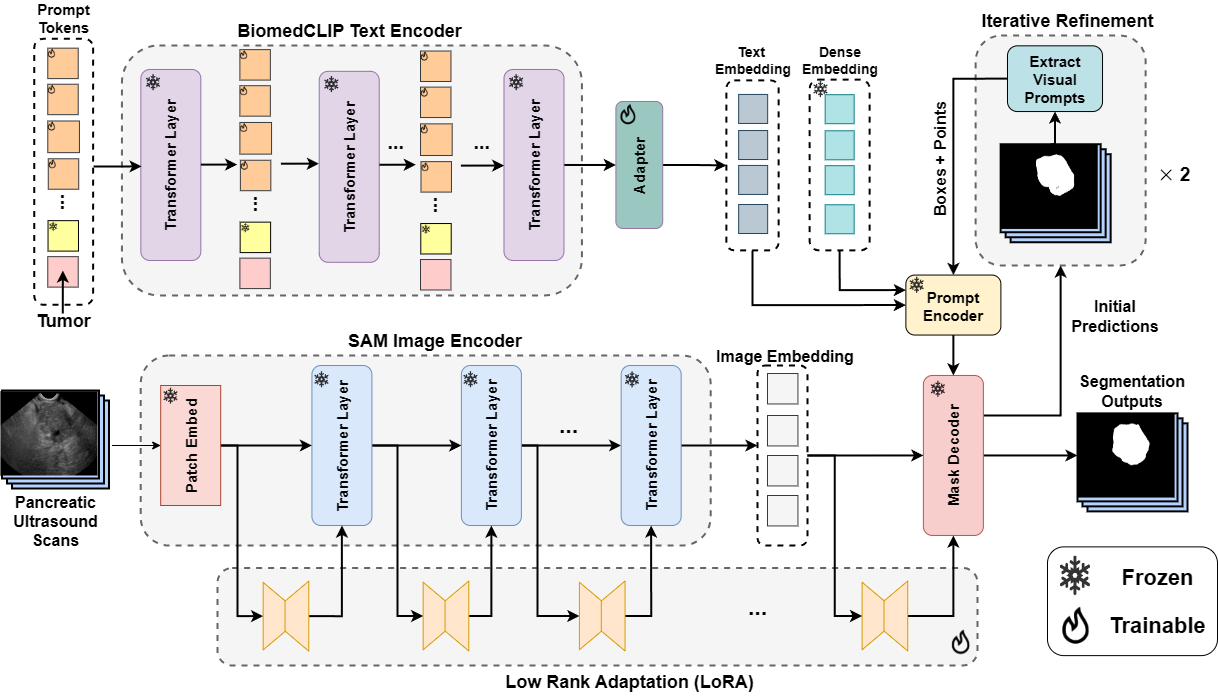 Prompt
Tokens
BiomedCLIP Text Encoder
Transformer Layer
Transformer Layer
...
...
Transformer Layer
Adapter
Text
Embedding
Dense
Embedding
Iterative Refinement
Extract
Visual
Prompts
Boxes + Points
× 2
Tumor
Prompt
Encoder
Initial
Predictions
SAM Image Encoder
Patch Embed
Transformer Layer
Transformer Layer
...
Transformer Layer
Image Embedding
Mask Decoder
Segmentation
Outputs
Pancreatic
Ultrasound
Scans
...
Low Rank Adaptation (LoRA)
Frozen
Trainable